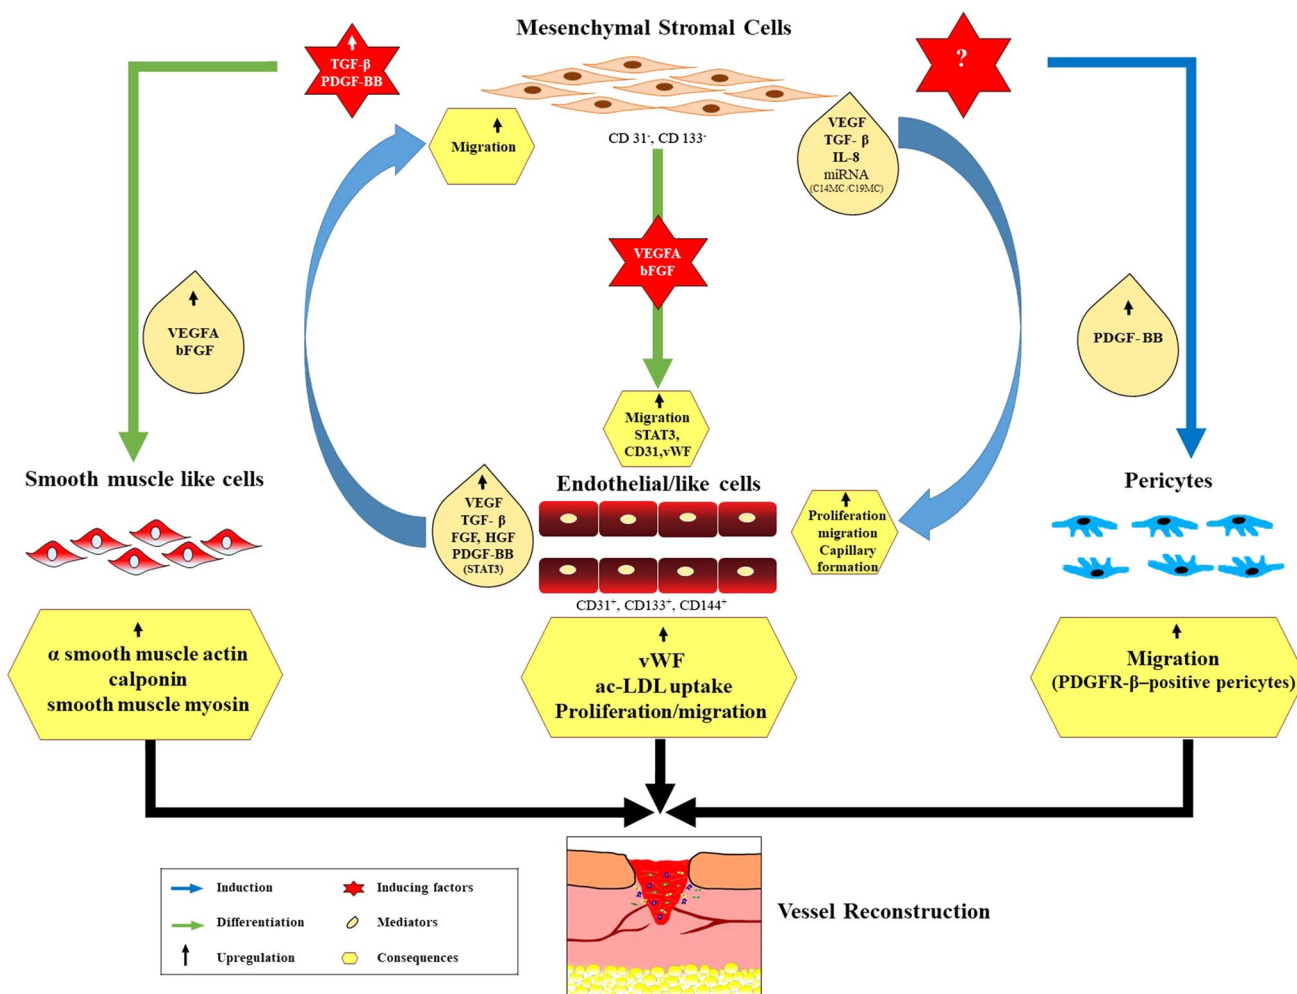 Mesenchymal Stromal Cells
TGF-β
PDGF-BB
?
Migration
CD 31-, CD 133-
VEGF
TGF- β
IL-8
miRNA
(C14MC/C19MC)
VEGFA
bFGF
VEGFA
bFGF
PDGF- BB
Migration
STAT3,
CD31,vWF
Smooth muscle like cells
Endothelial/like cells
Pericytes
VEGF
TGF- β
FGF, HGF
PDGF-BB
(STAT3)
Proliferation
migration
Capillary
formation
CD31+, CD133+, CD144+
α smooth muscle actin
calponin
smooth muscle myosin
vWF
ac-LDL uptake
Proliferation/migration
Migration
(PDGFR-β–positive pericytes)
Induction
Inducing factors
Differentiation
Mediators
Upregulation
Consequences
Vessel Reconstruction